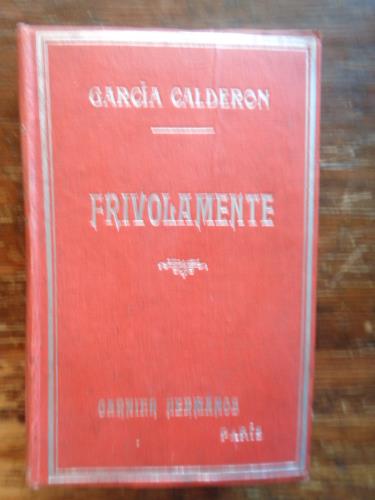 GARCÍA CALDERON
FRIVOLAMENTE
GARNIER HERMANOS
PARÍS